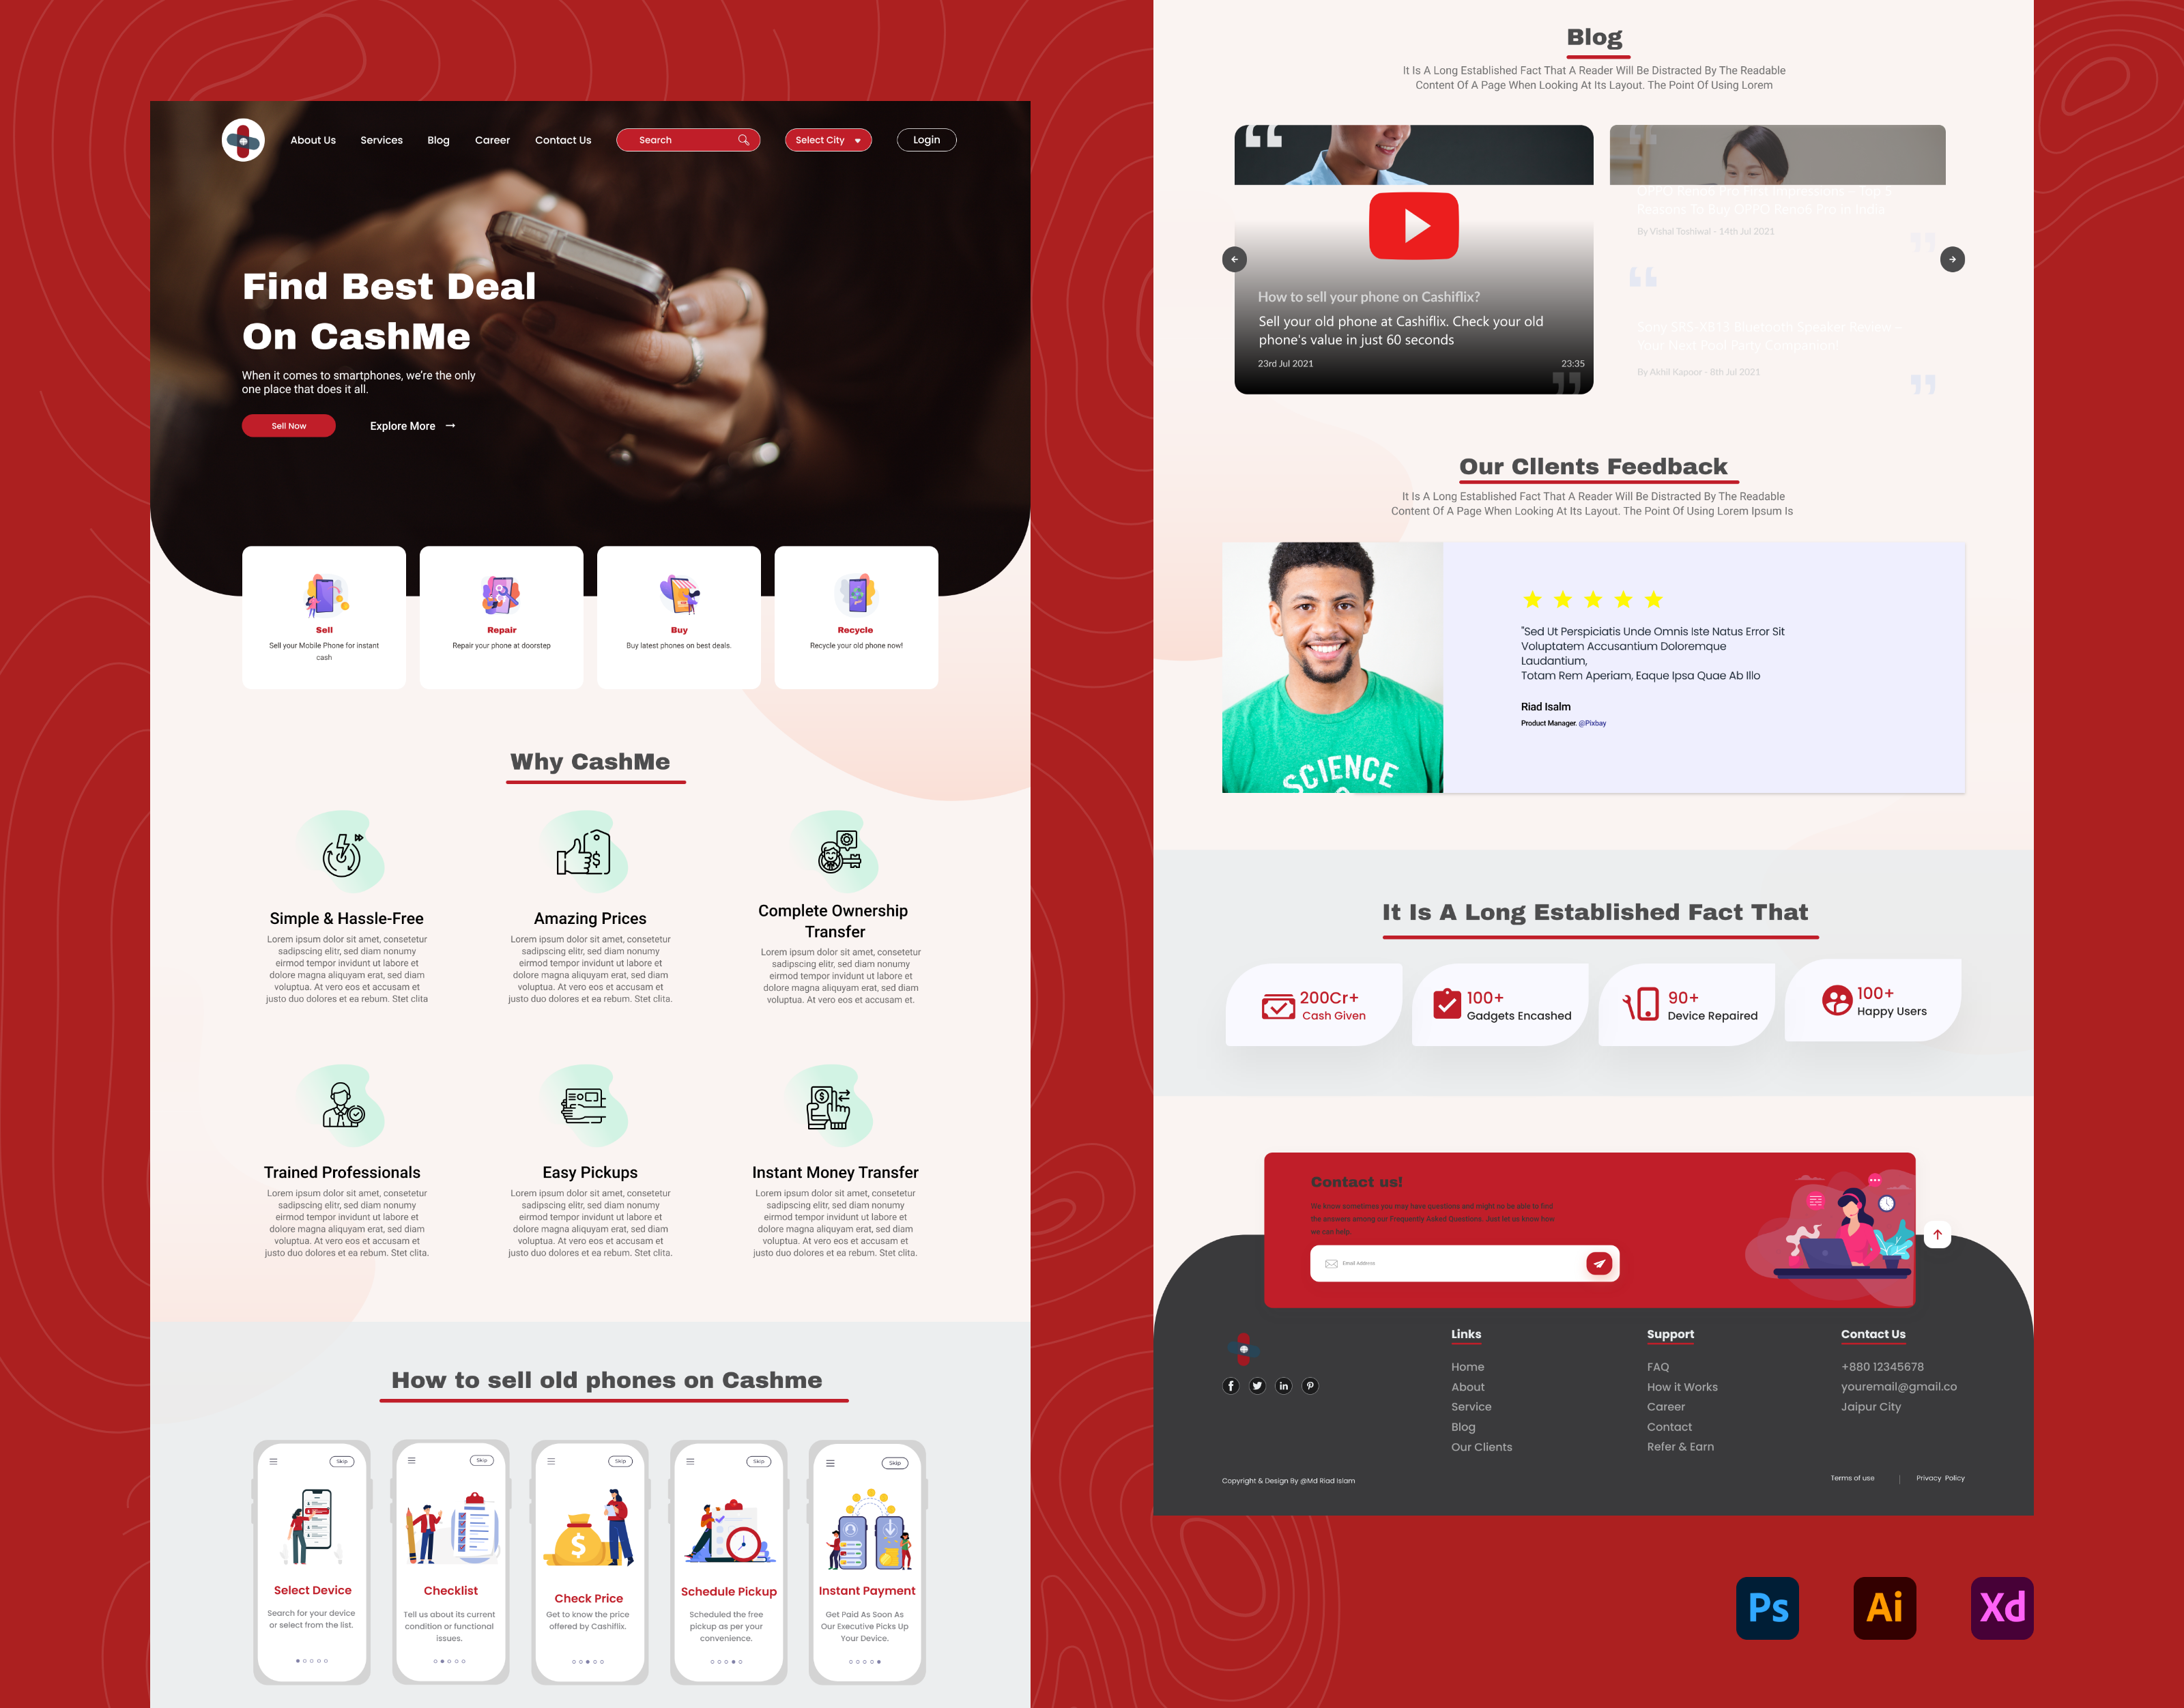 About Us
Services
Blog
Career
Contact Us
Search
Select City
Login
Find Best Deal
On CashMe
When it comes to smartphones, we're the only
one place that does it all.
Sell Now
Explore More
Sell
Sell your Mobile Phone for instant
cash
Repair
Repair your phone at doorstep
Buy
Buy latest phones on best deals.
Recycle
Recycle your old phone now!
Why CashMe
Simple & Hassle-Free
Lorem ipsum dolor sit amet, consetetur
sadipscing elitr, sed diam nonumy
eirmod tempor invidunt ut labore et
dolore magna aliquyam erat, sed diam
voluptua. At vero eos et accusam et
justo duo dolores et ea rebum. Stet clita
Amazing Prices
Lorem ipsum dolor sit amet, consetetur
sadipscing elitr, sed diam nonumy
eirmod tempor invidunt ut labore et
dolore magna aliquyam erat, sed diam
voluptua. At vero eos et accusam et
justo duo dolores et ea rebum. Stet clita.
Complete Ownership
Transfer
Lorem ipsum dolor sit amet, consetetur
sadipscing elitr, sed diam nonumy
eirmod tempor invidunt ut labore et
dolore magna aliquyam erat, sed diam
voluptua. At vero eos et accusam et.
Trained Professionals
Lorem ipsum dolor sit amet, consetetur
sadipscing elitr, sed diam nonumy
eirmod tempor invidunt ut labore et
dolore magna aliquyam erat, sed diam
voluptua. At vero eos et accusam et
justo duo dolores et ea rebum. Stet clita.
Easy Pickups
Lorem ipsum dolor sit amet, consetetur
sadipscing elitr, sed diam nonumy
eirmod tempor invidunt ut labore et
dolore magna aliquyam erat, sed diam
voluptua. At vero eos et accusam et
justo duo dolores et ea rebum. Stet clita.
Instant Money Transfer
Lorem ipsum dolor sit amet, consetetur
sadipscing elitr, sed diam nonumy
eirmod tempor invidunt ut labore et
dolore magna aliquyam erat, sed diam
voluptua. At vero eos et accusam et
justo duo dolores et ea rebum. Stet clita.
How to sell old phones on Cashme
Skip
Select Device
Search for your device
or select from the list.
Skip
Checklist
Tell us about its current
condition or functional
issues.
Skip
Check Price
Get to know the price
offered by Cashiflix.
Skip
Schedule Pickup
Scheduled the free
pickup as per your
convenience.
Skip
Instant Payment
Get Paid As Soon As
Our Executive Picks Up
Your Device.
Blog
It Is A Long Established Fact That A Reader Will Be Distracted By The Readable
Content Of A Page When Looking At Its Layout. The Point Of Using Lorem
How to sell your phone on Cashiflix?
Sell your old phone at Cashiflix. Check your old
phone's value in just 60 seconds
23rd Jul 2021
23:35
Reasons To Buy OPPO Reno6 Pro In India
By Vishal Toshiwal - 14th Jul 2021
Sony SRS-XB13 Bluetooth Speaker Review –
Your Next Pool Party Companion!
By Akhil Kapoor - 8th Jul 2021
Our Clients Feedback
It Is A Long Established Fact That A Reader Will Be Distracted By The Readable
Content Of A Page When Looking At Its Layout. The Point Of Using Lorem Ipsum Is
SCIENCE
"Sed Ut Perspiciatis Unde Omnis Iste Natus Error Sit
Voluptatem Accusantium Doloremque
Laudantium,
Totam Rem Aperiam, Eaque Ipsa Quae Ab Illo
Riad Isalm
Product Manager. @Pixbay
It Is A Long Established Fact That
200Cr+
Cash Given
100+
Gadgets Encashed
90+
Device Repaired
100+
Happy Users
Contact us!
We know sometimes you may have questions and might no be able to find
the answers among our Frequently Asked Questions. Just let us know how
we can help.
Email Address
Links
Home
About
Service
Blog
Our Clients
Support
FAQ
How it Works
Career
Contact
Refer & Earn
Contact Us
+880 12345678
youremail@gmail.co
Jaipur City
Copyright & Design By @Md Riad Islam
Terms of use
Privacy Policy
Ps
Ai
Xd